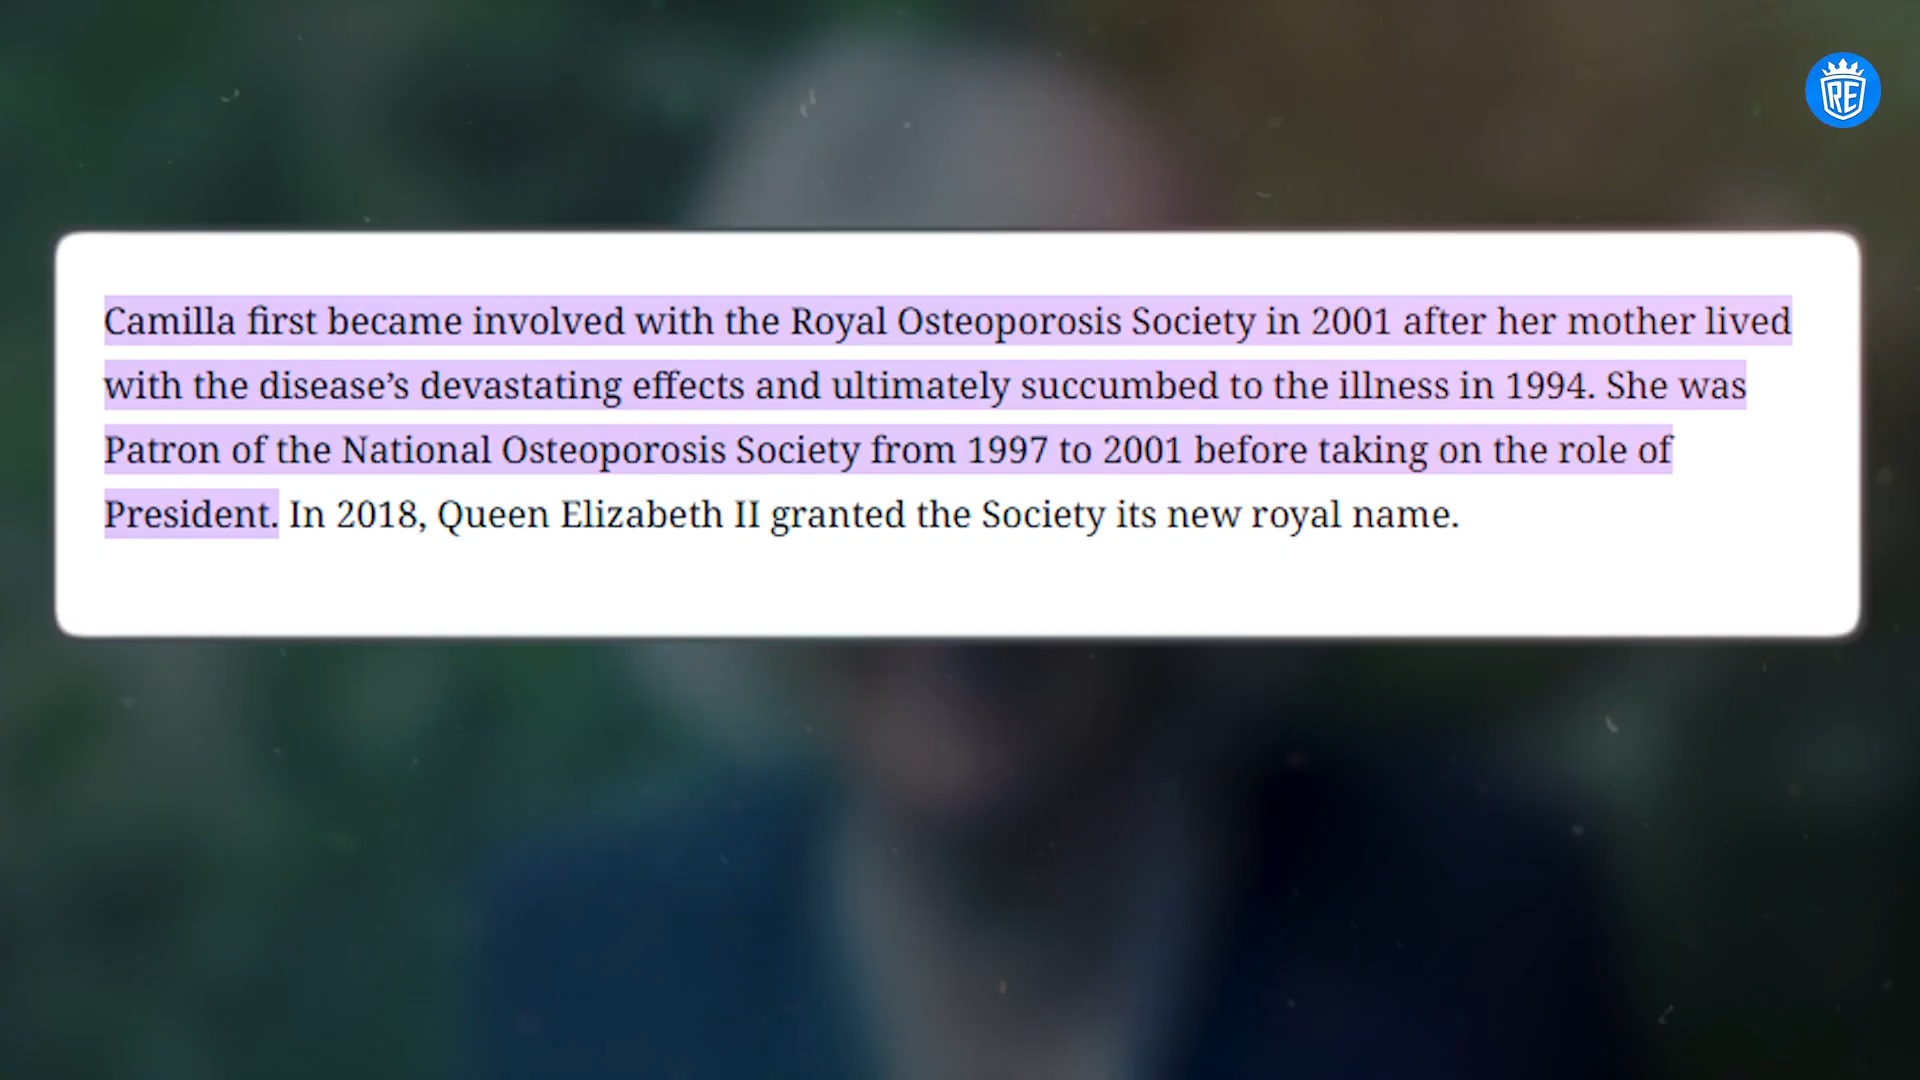 RE
Camilla first became involved with the Royal Osteoporosis Society in 2001 after her mother lived
with the disease’s devastating effects and ultimately succumbed to the illness in 1994. She was
Patron of the National Osteoporosis Society from 1997 to 2001 before taking on the role of
President. In 2018, Queen Elizabeth II granted the Society its new royal name.